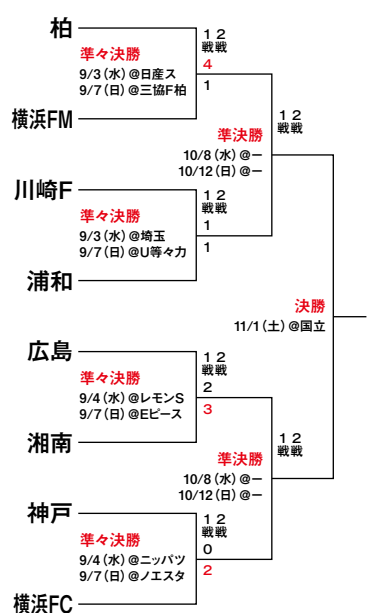 柏
準々決勝
9/3(水)@日産ス
9/7(日)@三協F柏
横浜FM
1 2
戦戦
4
1
準決勝
10/8(水)@ー
10/12(日)@ー
1 2
戦戦
川崎F
準々決勝
9/3(水)@埼玉
9/7(日)@U等々力
浦和
1 2
戦戦
1
1
決勝
11/1(土)@国立
広島
準々決勝
9/4(水)@レモンS
9/7(日)@Eピース
湘南
1 2
戦戦
2
3
準決勝
10/8(水)@ー
10/12(日)@ー
1 2
戦戦
神戸
準々決勝
9/4(水)@ニッパツ
9/7(日)@ノエスタ
横浜FC
1 2
戦戦
0
2